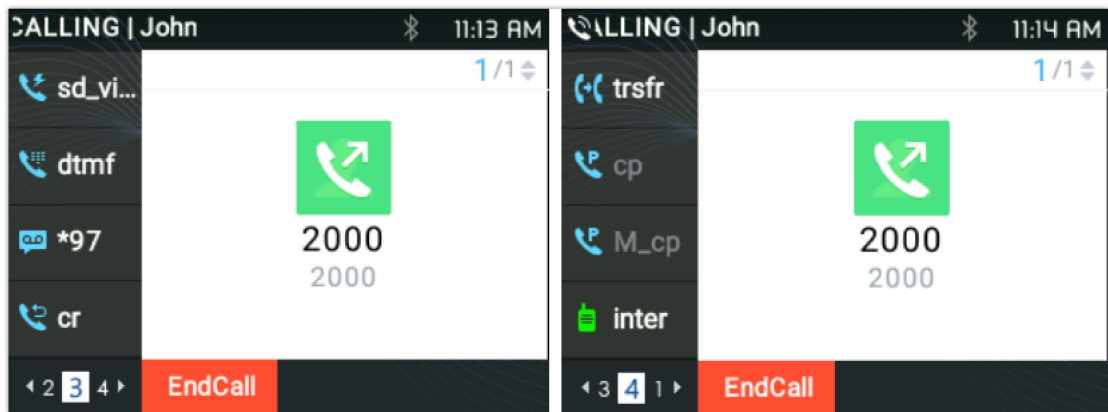 CALLING | John 11:13 AM
1/1
sd_vi...
dtmf
2000
*97
2000
cr
2 3 4 EndCall
ALLING | John 11:14 AM
1/1
trsfr
cp
2000
M_cp
2000
inter
3 4 1 EndCall